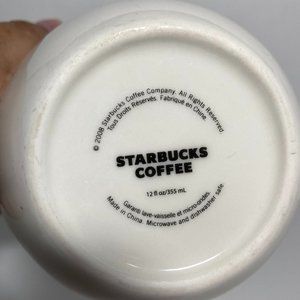 © 2008 Starbucks Coffee Company. All Rights Reserved
Tous Droits Réservés. Fabriqué en Chine.
STARBUCKS
COFFEE
12 fl oz/355 mL
Garanti lave-vaisselle et micro-ondes
Made in China. Microwave and dishwasher safe.